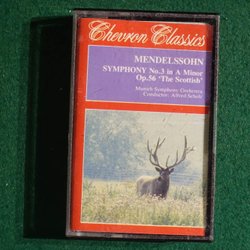 Chevron Classics
MENDELSSOHN
SYMPHONY No.3 in A Minor
Op.56 'The Scottish'
Munich Symphony Orchestra
Conductor: Alfred Scholz